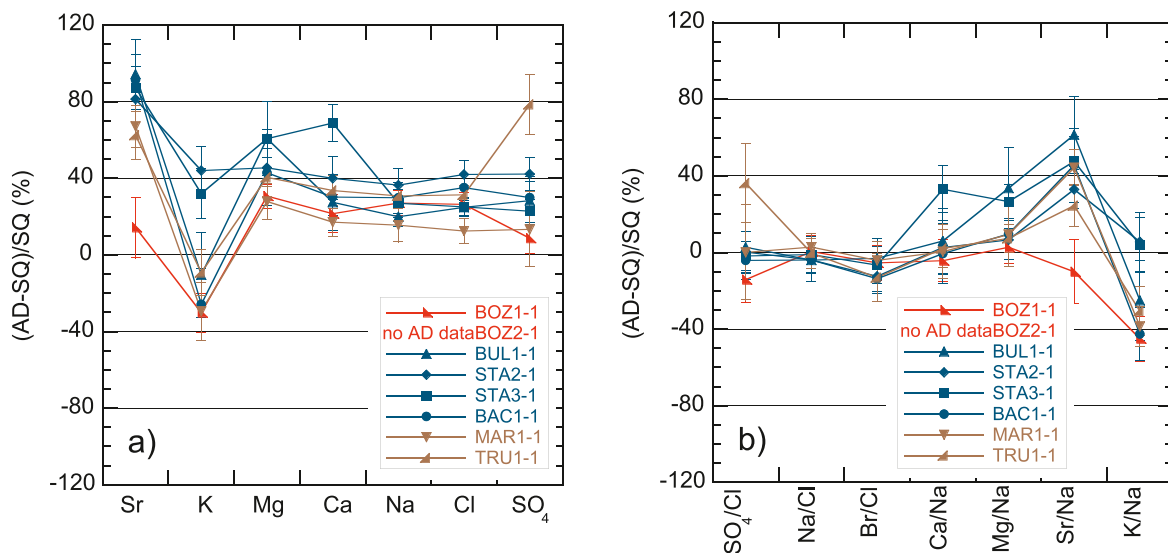 120
80
40
0
-40
-80
-120
(AD-SQ)/SQ (%)
a)
BOZ1-1
no AD data BOZ2-1
BUL1-1
STA2-1
STA3-1
BAC1-1
MAR1-1
TRU1-1
Sr K Mg Ca Na Cl SO4
120
80
40
0
-40
-80
-120
(AD-SQ)/SQ (%)
b)
BOZ1-1
no AD data BOZ2-1
BUL1-1
STA2-1
STA3-1
BAC1-1
MAR1-1
TRU1-1
SO4/Cl
Na/Cl
Br/Cl
Ca/Na
Mg/Na
Sr/Na
K/Na